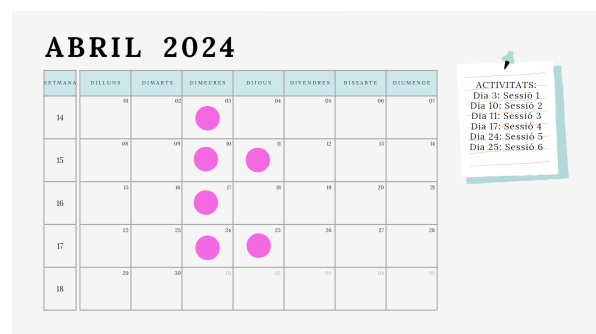 ABRIL 2024
SETMANA DILLUNS DIMARTS DIMECRES DIJOUS DIVENDRES DISSABTE DIUMENGE
01 02 03 04 05 06 07
14
08 09 10 11 12 13 14
15
15 16 17 18 19 20 21
16
22 23 24 25 26 27 28
17
29 30 01 02 03 04 05
18
ACTIVITATS:
Dia 3: Sessió 1
Dia 10: Sessió 2
Dia 11: Sessió 3
Dia 17: Sessió 4
Dia 24: Sessió 5
Dia 25: Sessió 6